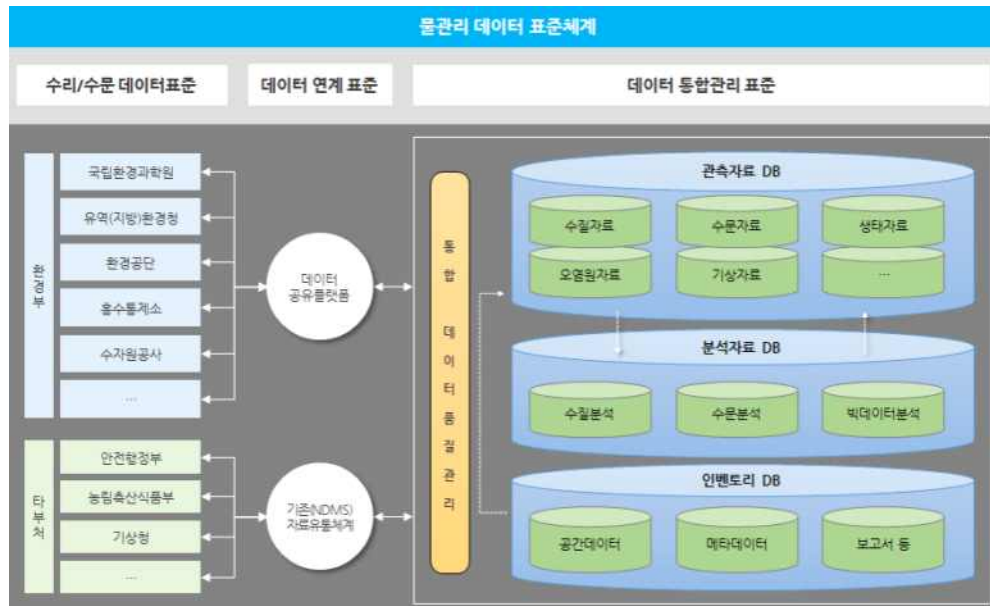 물관리 데이터 표준체계
수리/수문 데이터표준
데이터 연계 표준
데이터 통합관리 표준
환경부
국립환경과학원
유역(지방)환경청
환경공단
홍수통제소
수자원공사
...
타부처
안전행정부
농림축산식품부
기상청
...
데이터
공유플랫폼
기존(NDMS)
자료유통체계
통합 데이터품질관리
관측자료 DB
수질자료
수문자료
생태자료
오염원자료
기상자료
...
분석자료 DB
수질분석
수문분석
빅데이터분석
인벤토리 DB
공간데이터
메타데이터
보고서 등